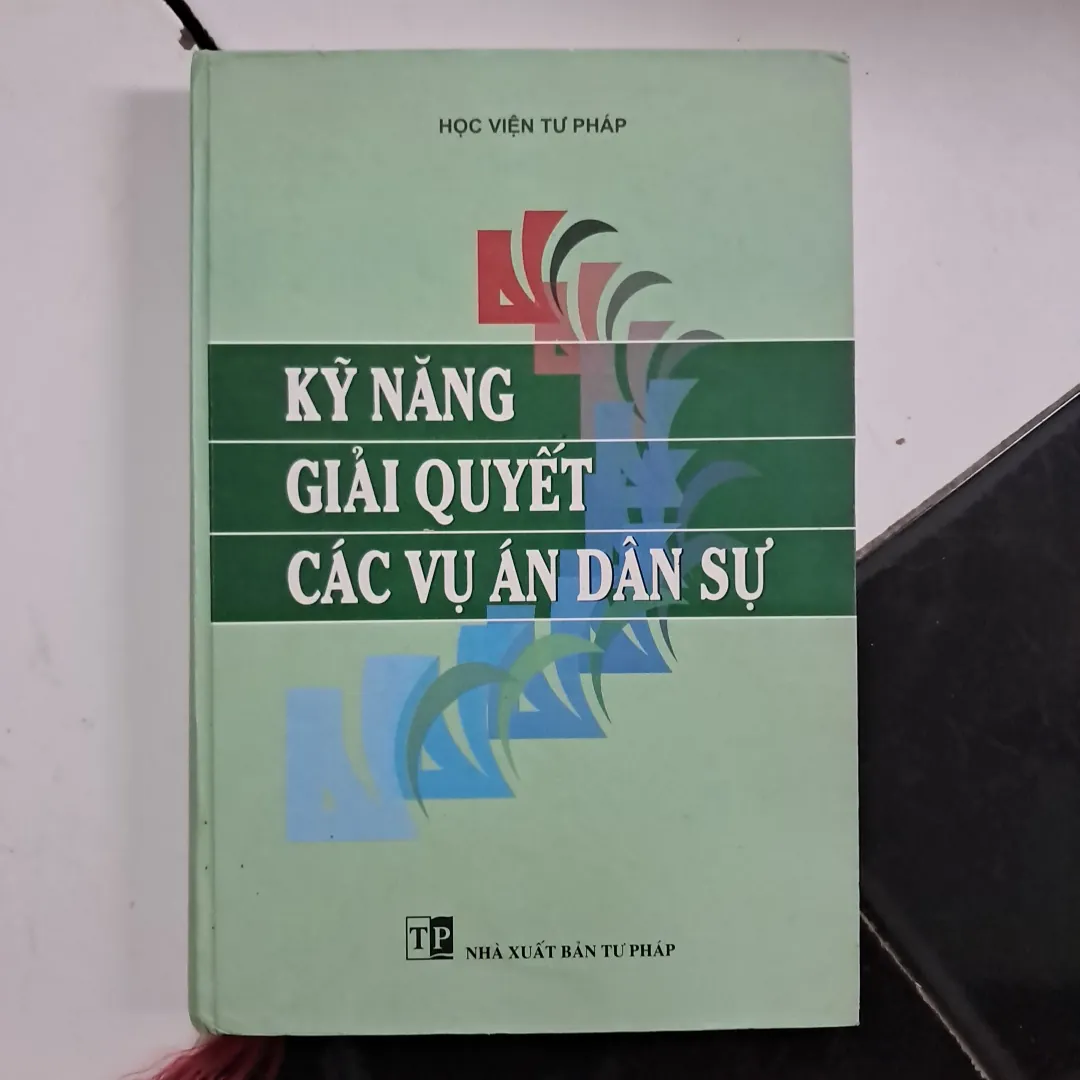 HỌC VIỆN TƯ PHÁP
KỸ NĂNG
GIẢI QUYẾT
CÁC VỤ ÁN DÂN SỰ
TP NHÀ XUẤT BẢN TƯ PHÁP